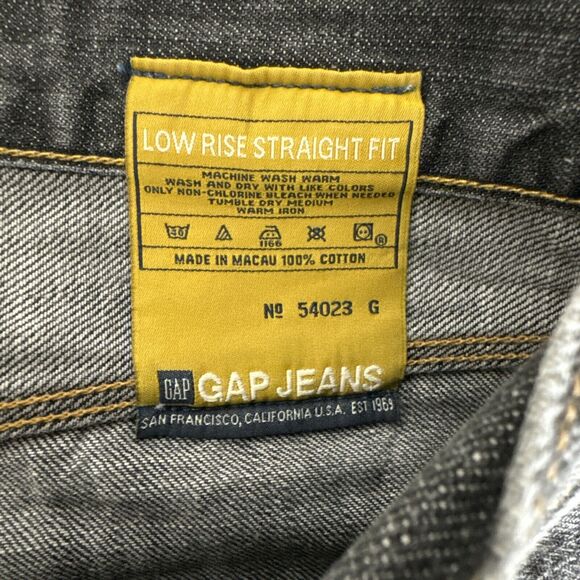 LOW RISE STRAIGHT FIT
MACHINE WASH WARM
WASH AND DRY WITH LIKE COLORS
ONLY NON-CHLORINE BLEACH WHEN NEEDED
TUMBLE DRY MEDIUM
WARM IRON
30 1166 ®
MADE IN MACAU 100% COTTON
Nº 54023 G
GAP GAP JEANS
SAN FRANCISCO, CALIFORNIA U.S.A. EST 1969